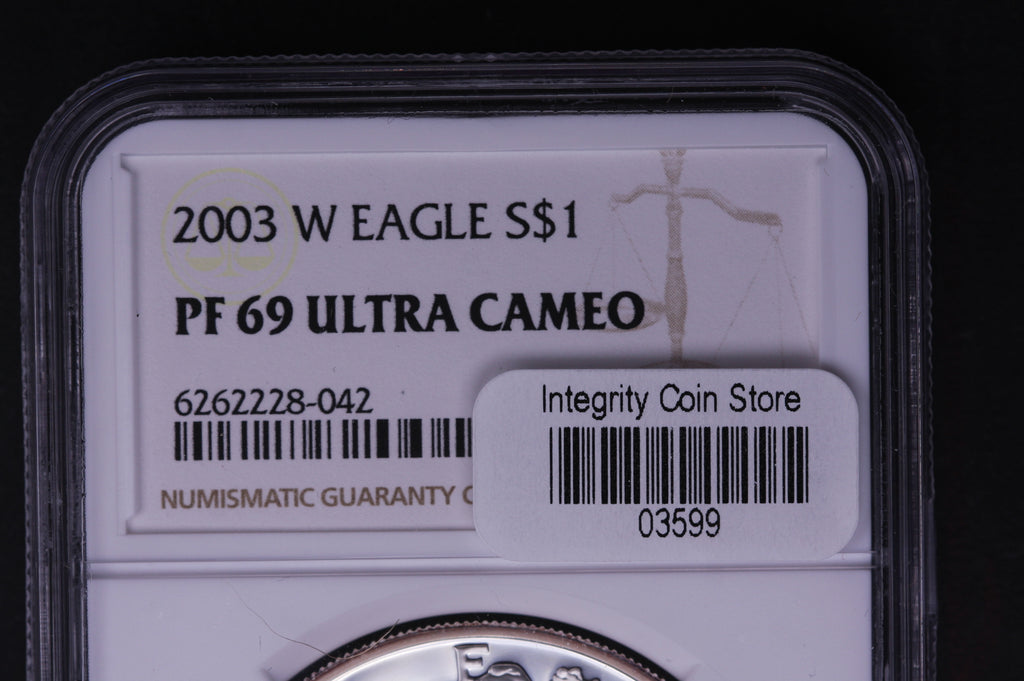 2003 W EAGLE S$1
PF 69 ULTRA CAMEO
6262228-042
NUMISMATIC GUARANTY
Integrity Coin Store
03599
E